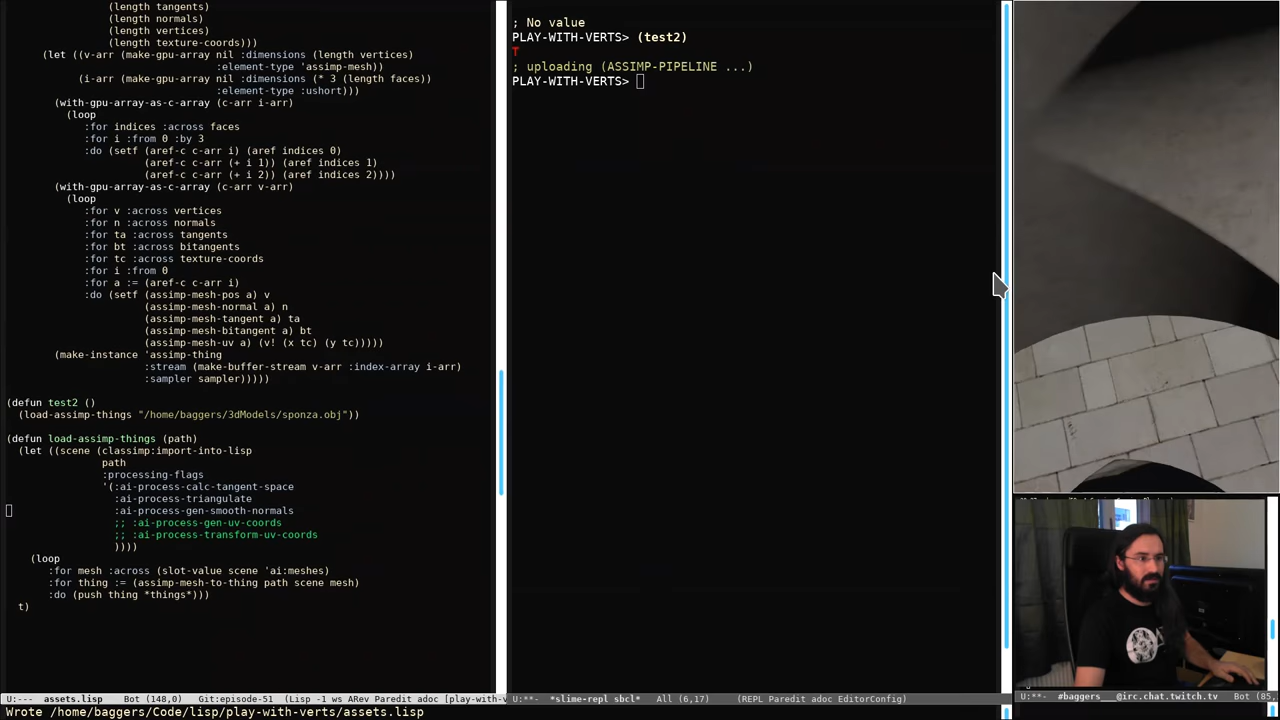 (length tangents)
(length normals)
(length vertices)
(length texture-coords)))
(let ((v-arr (make-gpu-array nil :dimensions (length vertices)
:element-type 'assimp-mesh))
(i-arr (make-gpu-array nil :dimensions (* 3 (length faces))
:element-type :ushort)))
(with-gpu-array-as-c-array (c-arr i-arr)
(loop
:for indices :across faces
:for i :from 0 :by 3
:do (setf (aref-c c-arr i) (aref indices 0)
(aref-c c-arr (+ i 1)) (aref indices 1)
(aref-c c-arr (+ i 2)) (aref indices 2))))
(with-gpu-array-as-c-array (c-arr v-arr)
(loop
:for v :across vertices
:for n :across normals
:for ta :across tangents
:for bt :across bitangents
:for tc :across texture-coords
:for i :from 0
:for a := (aref-c c-arr i)
:do (setf (assimp-mesh-pos a) v
(assimp-mesh-normal a) n
(assimp-mesh-tangent a) ta
(assimp-mesh-bitangent a) bt
(assimp-mesh-uv a) (v! (x tc) (y tc)))))
(make-instance 'assimp-thing
:stream (make-buffer-stream v-arr :index-array i-arr)
:sampler sampler)))))
(defun test2 ()
(load-assimp-things "/home/baggers/3dModels/sponza.obj"))
(defun load-assimp-things (path)
(let ((scene (classimp:import-into-lisp
path
:processing-flags
'(:ai-process-calc-tangent-space
:ai-process-triangulate
:ai-process-gen-smooth-normals
;; :ai-process-gen-uv-coords
;; :ai-process-transform-uv-coords
))))
(loop
:for mesh :across (slot-value scene 'ai:meshes)
:for thing := (assimp-mesh-to-thing path scene mesh)
:do (push thing *things*)))
t)
U:--- assets.lisp Bot (148,0) Git:episode-51 (Lisp -1 ws ARev Paredit adoc [play-with-v
Wrote /home/baggers/Code/lisp/play-with-verts/assets.lisp
; No value
PLAY-WITH-VERTS> (test2)
T
; uploading (ASSIMP-PIPELINE ...)
PLAY-WITH-VERTS>
U:**- *slime-repl sbcl* All (6,17) (REPL Paredit adoc EditorConfig)
U:**- #baggers___@irc.chat.twitch.tv Bot (85,